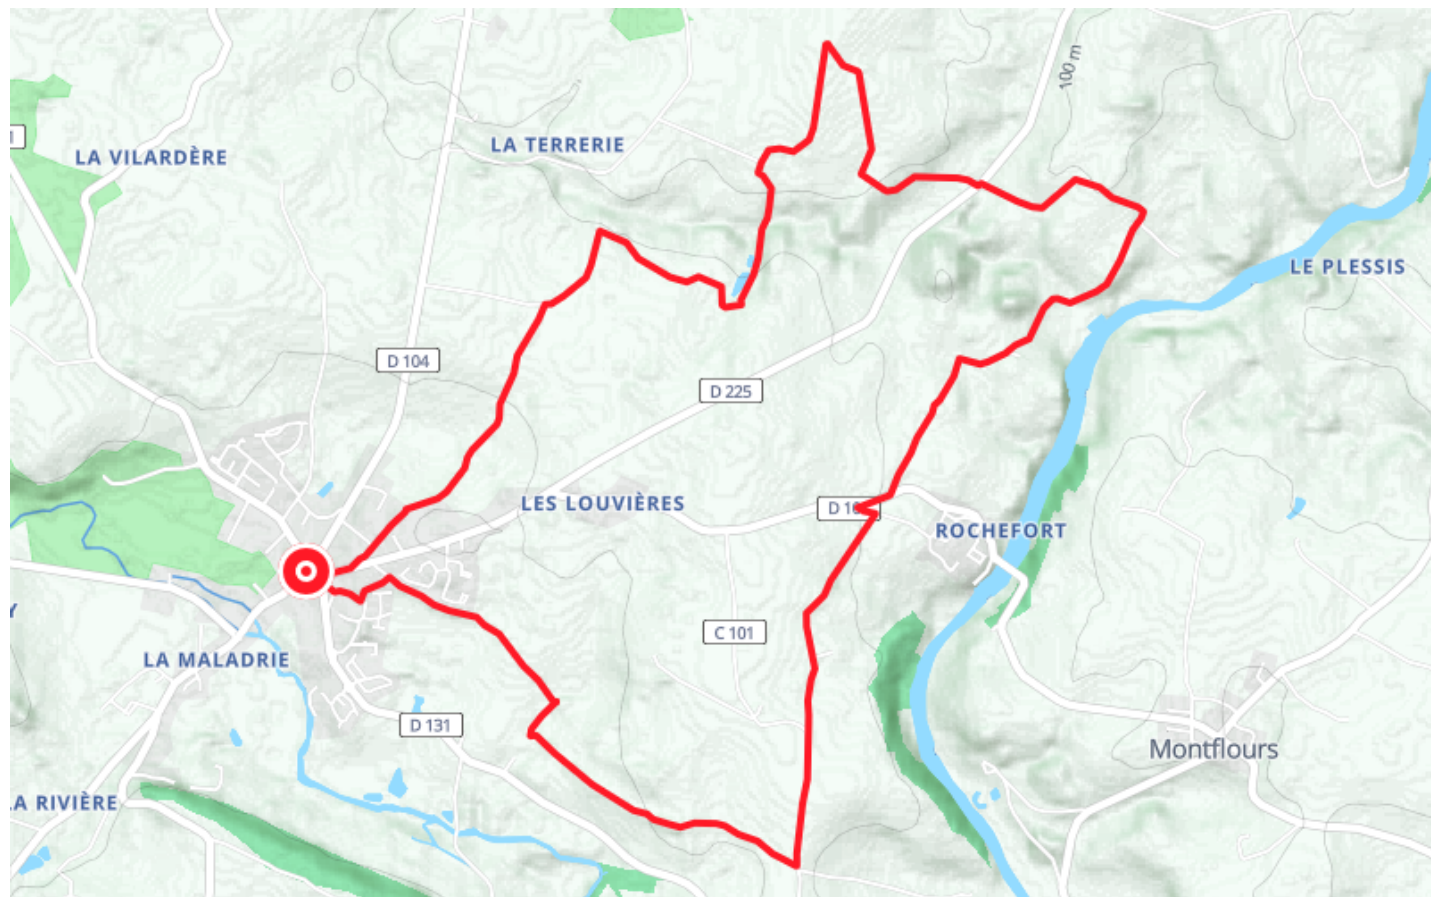 100 m
LA TERRERIE
LA VILARDÈRE
LE PLESSIS
D 104
D 225
LES LOUVIÈRES
ROCHEFORT
C 101
LA MALADRIE
D 131
Montflours
A RIVIÈRE